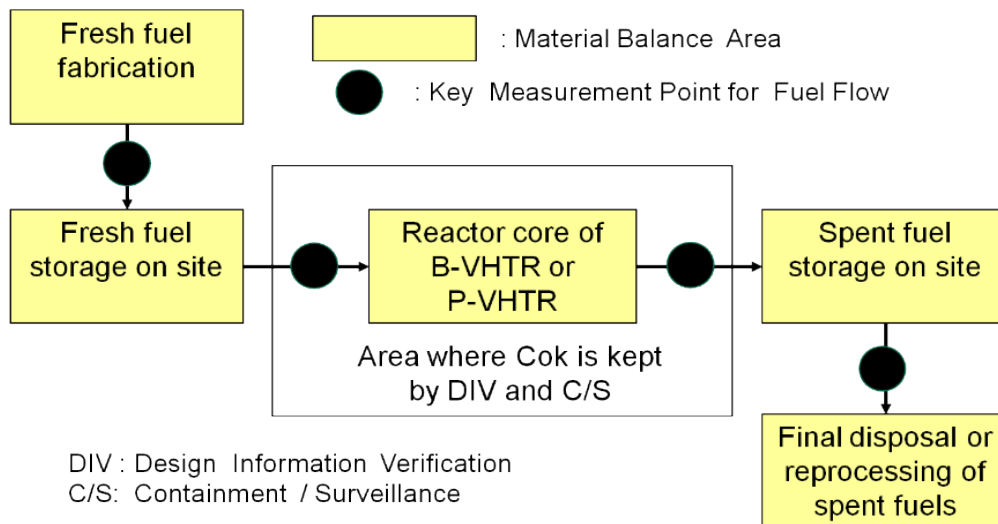 Fresh fuel
fabrication
: Material Balance Area
: Key Measurement Point for Fuel Flow
Fresh fuel
storage on site
Reactor core of
B-VHTR or
P-VHTR
Spent fuel
storage on site
Area where Cok is kept
by DIV and C/S
Final disposal or
reprocessing of
spent fuels
DIV : Design Information Verification
C/S: Containment / Surveillance